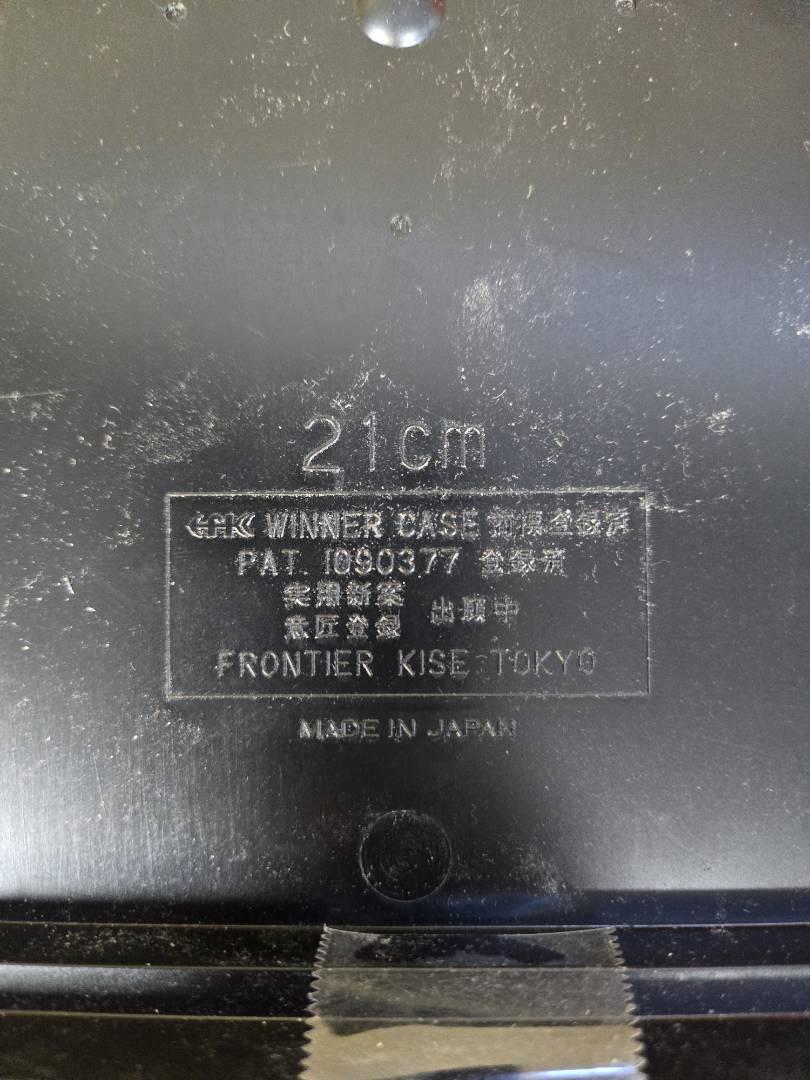 21cm
WINNER CASE 商標登録済
PAT. 1090377 登録済
実用新案
意匠登録 出願中
FRONTIER KISE TOKYO
MADE IN JAPAN